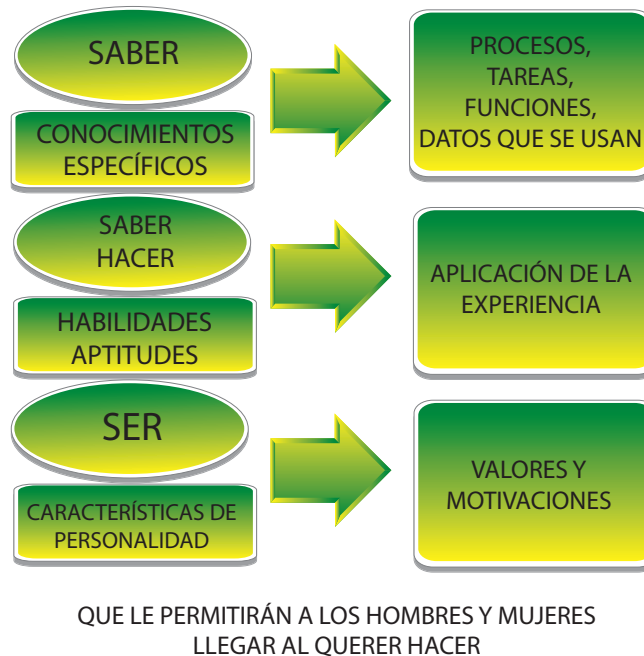 SABER
CONOCIMIENTOS
ESPECÍFICOS
PROCESOS,
TAREAS,
FUNCIONES,
DATOS QUE SE USAN
SABER
HACER
HABILIDADES
APTITUDES
APLICACIÓN DE LA
EXPERIENCIA
SER
CARACTERÍSTICAS DE
PERSONALIDAD
VALORES Y
MOTIVACIONES
QUE LE PERMITIRÁN A LOS HOMBRES Y MUJERES
LLEGAR AL QUERER HACER